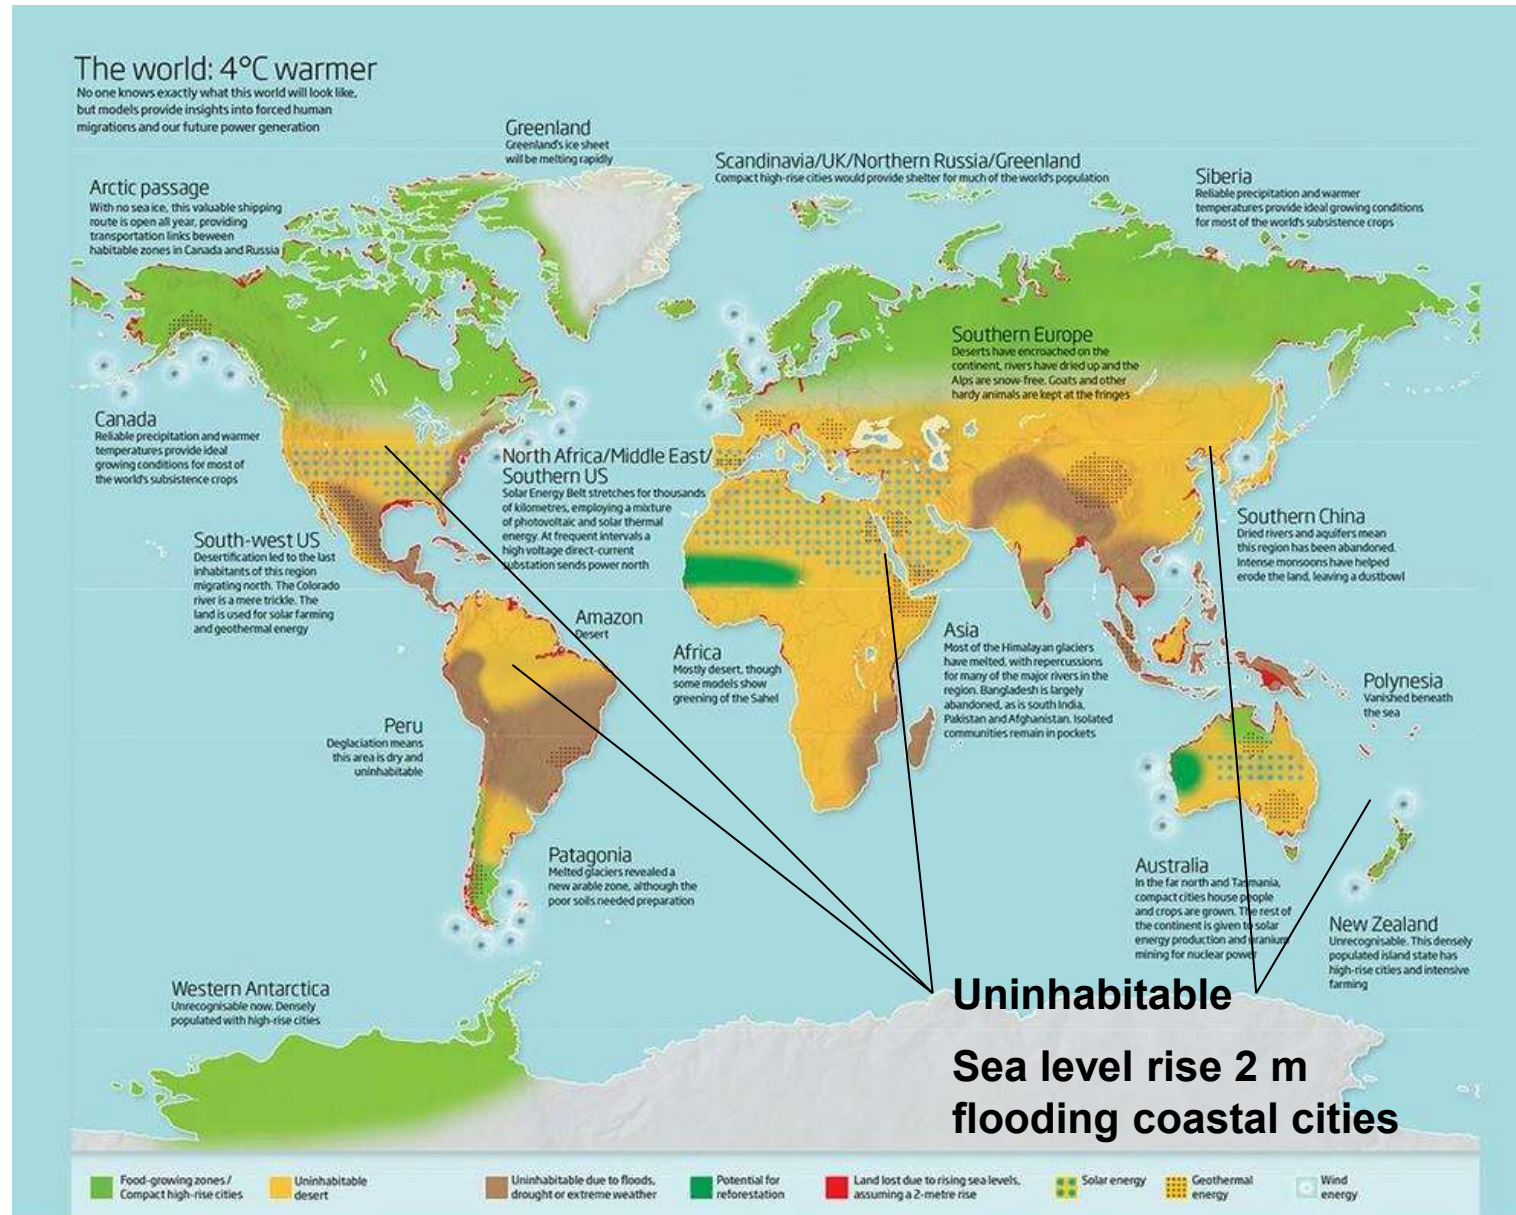 The world: 4°C warmer
No one knows exactly what this world will look like,
but models provide insights into forced human
migrations and our future power generation
Greenland
Greenland's ice sheet
will be melting rapidly
Scandinavia/UK/Northern Russia/Greenland
Compact high-rise cities would provide shelter for much of the world's population
Arctic passage
With no sea ice, this valuable shipping
route is open all year, providing
transportation links beween
habitable zones in Canada and Russia
Siberia
Reliable precipitation and warmer
temperatures provide ideal growing conditions
for most of the world's subsistence crops
Southern Europe
Deserts have encroached on the
continent, rivers have dried up and the
Alps are snow-free. Goats and other
hardy animals are kept at the fringes
Canada
Reliable precipitation and warmer
temperatures provide ideal
growing conditions for most of
the world's subsistence crops
North Africa/Middle East/
Southern US
Solar Energy Belt stretches for thousands
of kilometres, employing a mixture
of photovoltaic and solar thermal
energy. At frequent intervals a
high voltage direct-current
substation sends power north
South-west US
Desertification led to the last
inhabitants of this region
migrating north. The Colorado
river is a mere trickle. The
land is used for solar farming
and geothermal energy
Southern China
Dried rivers and aquifers mean
this region has been abandoned.
Intense monsoons have helped
erode the land, leaving a dustbowl
Amazon
Desert
Africa
Mostly desert, though
some models show
greening of the Sahel
Asia
Most of the Himalayan glaciers
have melted, with repercussions
for many of the major rivers in the
region. Bangladesh is largely
abandoned, as is south India,
Pakistan and Afghanistan. Isolated
communities remain in pockets
Polynesia
Vanished beneath
the sea
Peru
Deglaciation means
this area is dry and
uninhabitable
Patagonia
Melted glaciers revealed a
new arable zone, although the
poor soils needed preparation
Australia
In the far north and Tasmania,
compact cities house people
and crops are grown. The rest of
the continent is given to solar
energy production and uranium
mining for nuclear power
New Zealand
Unrecognisable. This densely
populated island state has
high-rise cities and intensive
farming
Western Antarctica
Unrecognisable now. Densely
populated with high-rise cities
Uninhabitable
Sea level rise 2 m
flooding coastal cities
Food-growing zones/
Compact high-rise cities
Uninhabitable
desert
Uninhabitable due to floods,
drought or extreme weather
Potential for
reforestation
Land lost due to rising sea levels,
assuming a 2-metre rise
Solar energy
Geothermal
energy
Wind
energy